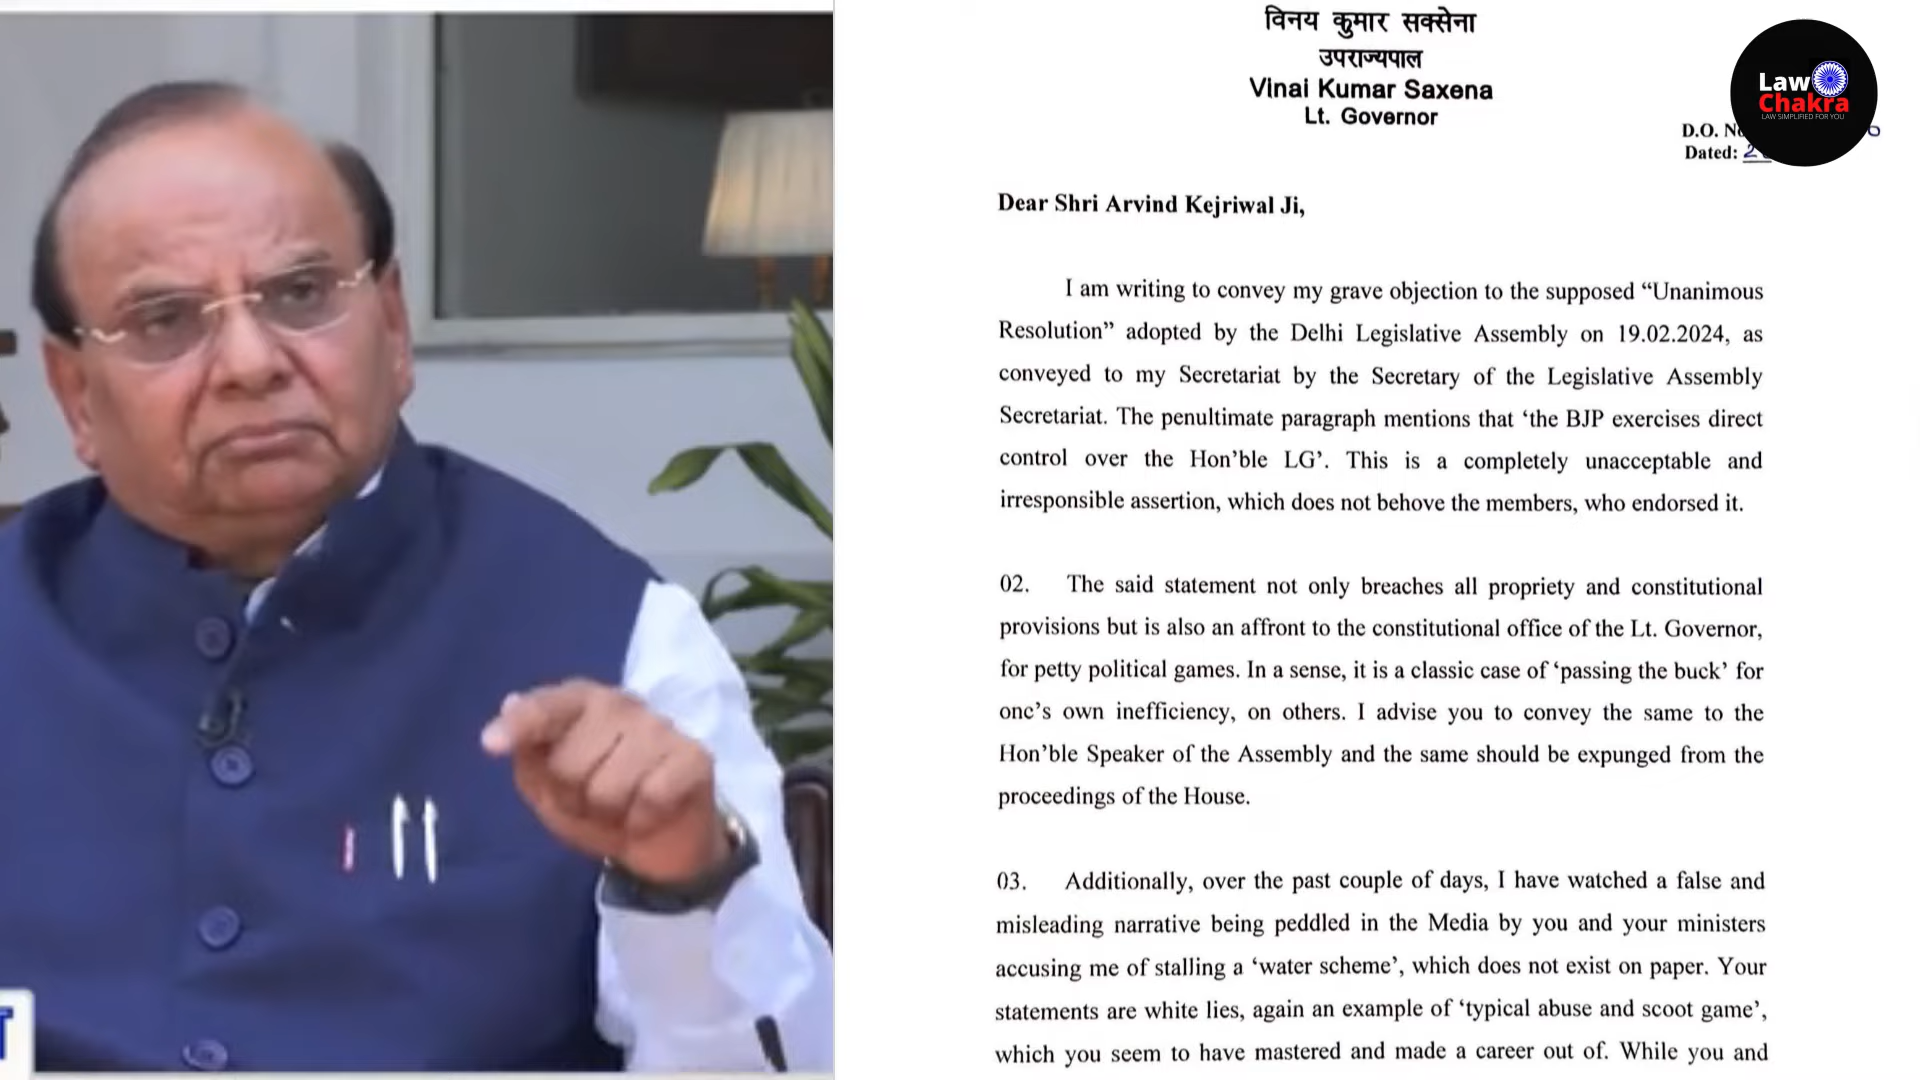 विनय कुमार सक्सेना
उपराज्यपाल
Vinai Kumar Saxena
Lt. Governor
Law
Chakra
LAW SIMPLIFIED FOR YOU
D.O.
Dated:
Dear Shri Arvind Kejriwal Ji,
I am writing to convey my grave objection to the supposed “Unanimous
Resolution” adopted by the Delhi Legislative Assembly on 19.02.2024, as
conveyed to my Secretariat by the Secretary of the Legislative Assembly
Secretariat. The penultimate paragraph mentions that ‘the BJP exercises direct
control over the Hon’ble LG’. This is a completely unacceptable and
irresponsible assertion, which does not behove the members, who endorsed it.
02. The said statement not only breaches all propriety and constitutional
provisions but is also an affront to the constitutional office of the Lt. Governor,
for petty political games. In a sense, it is a classic case of ‘passing the buck’ for
one’s own inefficiency, on others. I advise you to convey the same to the
Hon’ble Speaker of the Assembly and the same should be expunged from the
proceedings of the House.
03. Additionally, over the past couple of days, I have watched a false and
misleading narrative being peddled in the Media by you and your ministers
accusing me of stalling a ‘water scheme’, which does not exist on paper. Your
statements are white lies, again an example of ‘typical abuse and scoot game’,
which you seem to have mastered and made a career out of. While you and